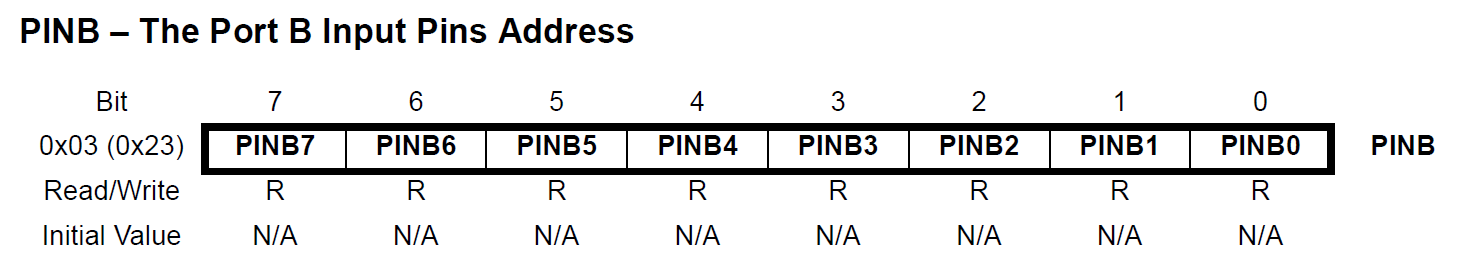 PINB – The Port B Input Pins Address
Bit 7 6 5 4 3 2 1 0
0x03 (0x23) PINB7 PINB6 PINB5 PINB4 PINB3 PINB2 PINB1 PINB0 PINB
Read/Write R R R R R R R R
Initial Value N/A N/A N/A N/A N/A N/A N/A N/A